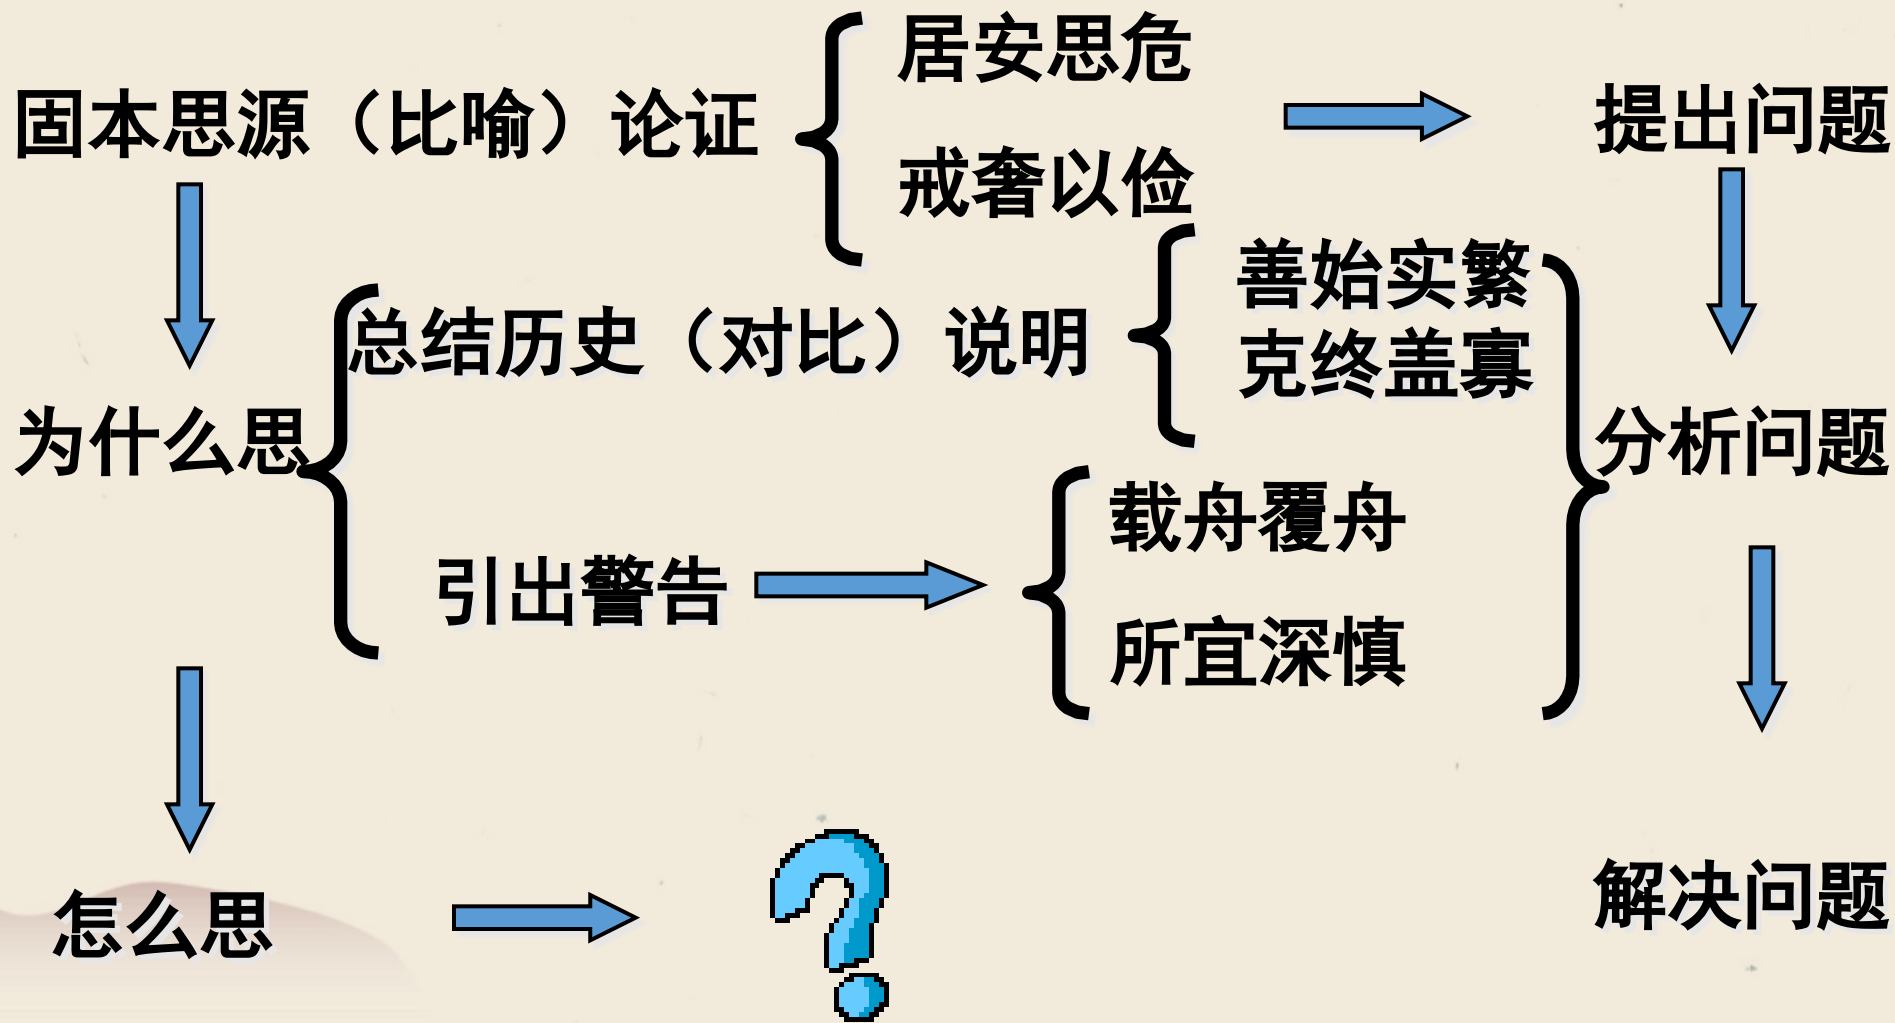 固本思源（比喻）论证
居安思危
戒奢以俭
提出问题
为什么思
总结历史（对比）说明
善始实繁
克终盖寡
引出警告
载舟覆舟
所宜深慎
分析问题
怎么思
解决问题